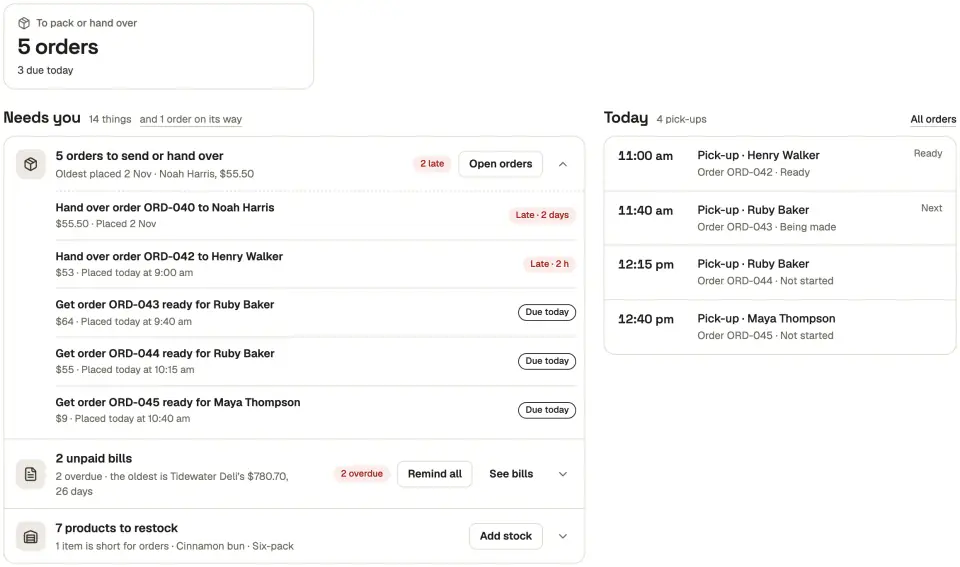 To pack or hand over
5 orders
3 due today
Needs you 14 things and 1 order on its way
5 orders to send or hand over
Oldest placed 2 Nov · Noah Harris, $55.50
2 late
Open orders
Hand over order ORD-040 to Noah Harris
$55.50 · Placed 2 Nov
Late · 2 days
Hand over order ORD-042 to Henry Walker
$53 · Placed today at 9:00 am
Late · 2 h
Get order ORD-043 ready for Ruby Baker
$64 · Placed today at 9:40 am
Due today
Get order ORD-044 ready for Ruby Baker
$55 · Placed today at 10:15 am
Due today
Get order ORD-045 ready for Maya Thompson
$9 · Placed today at 10:40 am
Due today
2 unpaid bills
2 overdue · the oldest is Tidewater Deli's $780.70,
26 days
2 overdue
Remind all
See bills
7 products to restock
1 item is short for orders · Cinnamon bun · Six-pack
Add stock
Today 4 pick-ups
All orders
11:00 am
Pick-up · Henry Walker
Order ORD-042 · Ready
Ready
11:40 am
Pick-up · Ruby Baker
Order ORD-043 · Being made
Next
12:15 pm
Pick-up · Ruby Baker
Order ORD-044 · Not started
12:40 pm
Pick-up · Maya Thompson
Order ORD-045 · Not started